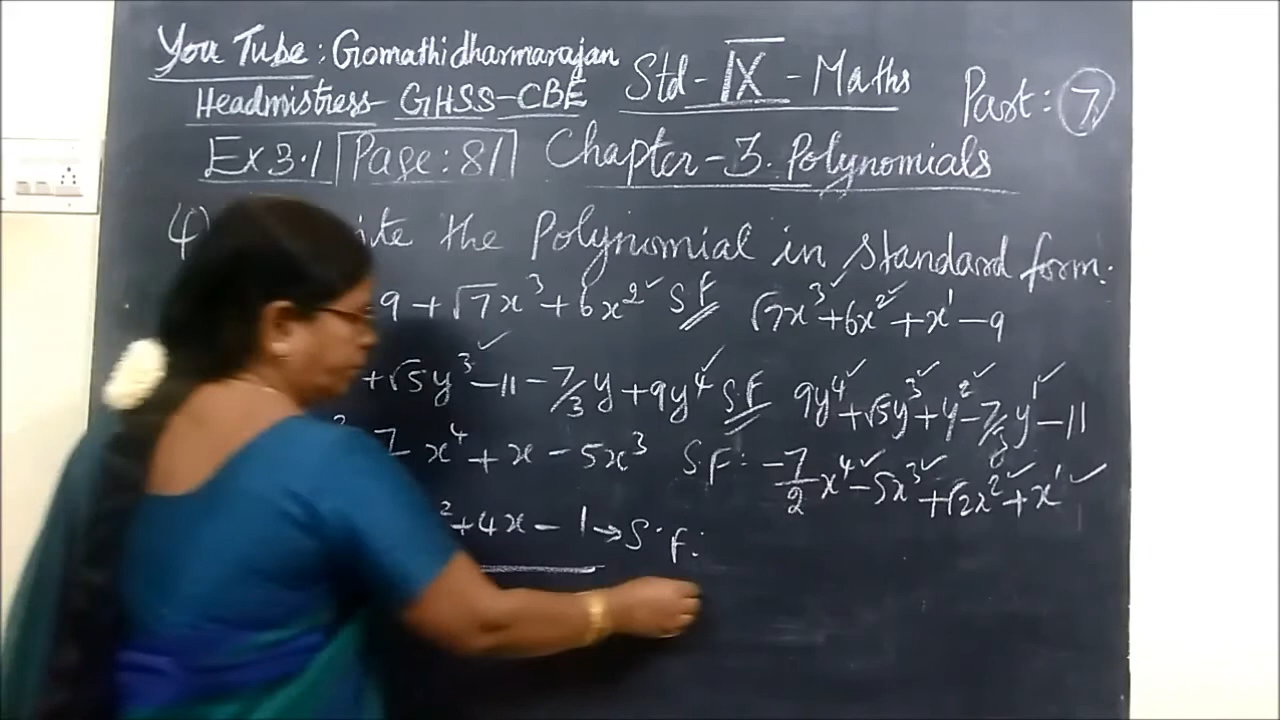 You Tube: Gomathidharmarajan
Headmistress- GHSS-CBE
Std-IX-Maths
Part: 7
Ex 3.1 Page: 81 Chapter-3. Polynomials
4) the Polynomial in standard form.
9 + √7x³ + 6x² S F √7x³ + 6x² + x¹ - 9
+ √5y³ - 11 - 7/3 y + 9y⁴ S.F 9y⁴ + √5y³ + y² - 7/3 y¹ - 11
x⁴ + x - 5x³ S.F: -7/2 x⁴ - 5x³ + √2x² + x¹
² + 4x - 1 → S.F: